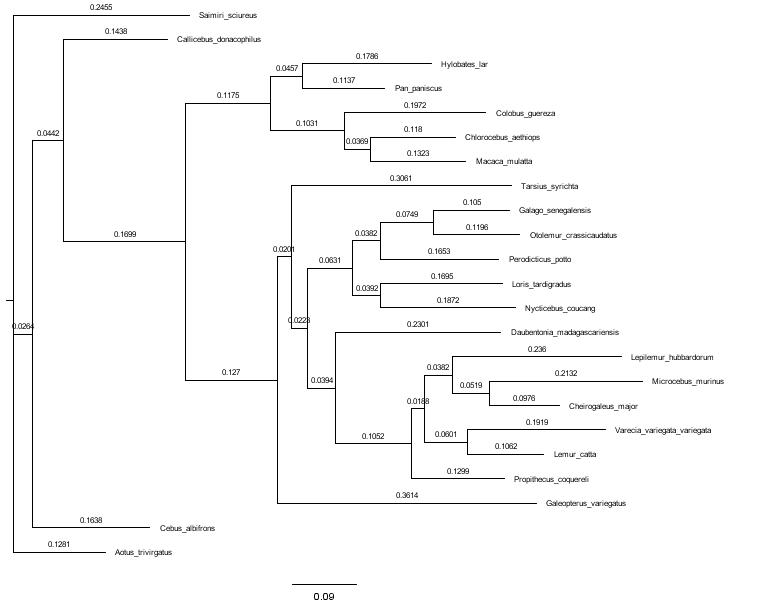 0.2455
Saimiri_sciureus
0.1438
Callicebus_donacophilus
0.1786
Hylobates_lar
0.0457
0.1137
Pan_paniscus
0.1175
0.1972
Colobus_guereza
0.1031
0.118
Chlorocebus_aethiops
0.0442
0.0369
0.1323
Macaca_mulatta
0.3061
Tarsius_syrichta
0.105
Galago_senegalensis
0.0749
0.1196
Otolemur_crassicaudatus
0.1699
0.0382
0.1653
Perodicticus_potto
0.0201
0.0631
0.1695
Loris_tardigradus
0.0392
0.1872
Nycticebus_coucang
0.0264
0.0223
0.2301
Daubentonia_madagascariensis
0.236
Lepilemur_hubbardorum
0.0382
0.127
0.2132
Microcebus_murinus
0.0394
0.0519
0.0976
Cheirogaleus_major
0.0188
0.1919
Varecia_variegata_variegata
0.1052
0.0601
0.1062
Lemur_catta
0.1299
Propithecus_coquereli
0.3614
Galeopterus_variegatus
0.1638
Cebus_albifrons
0.1281
Aotus_trivirgatus
0.09